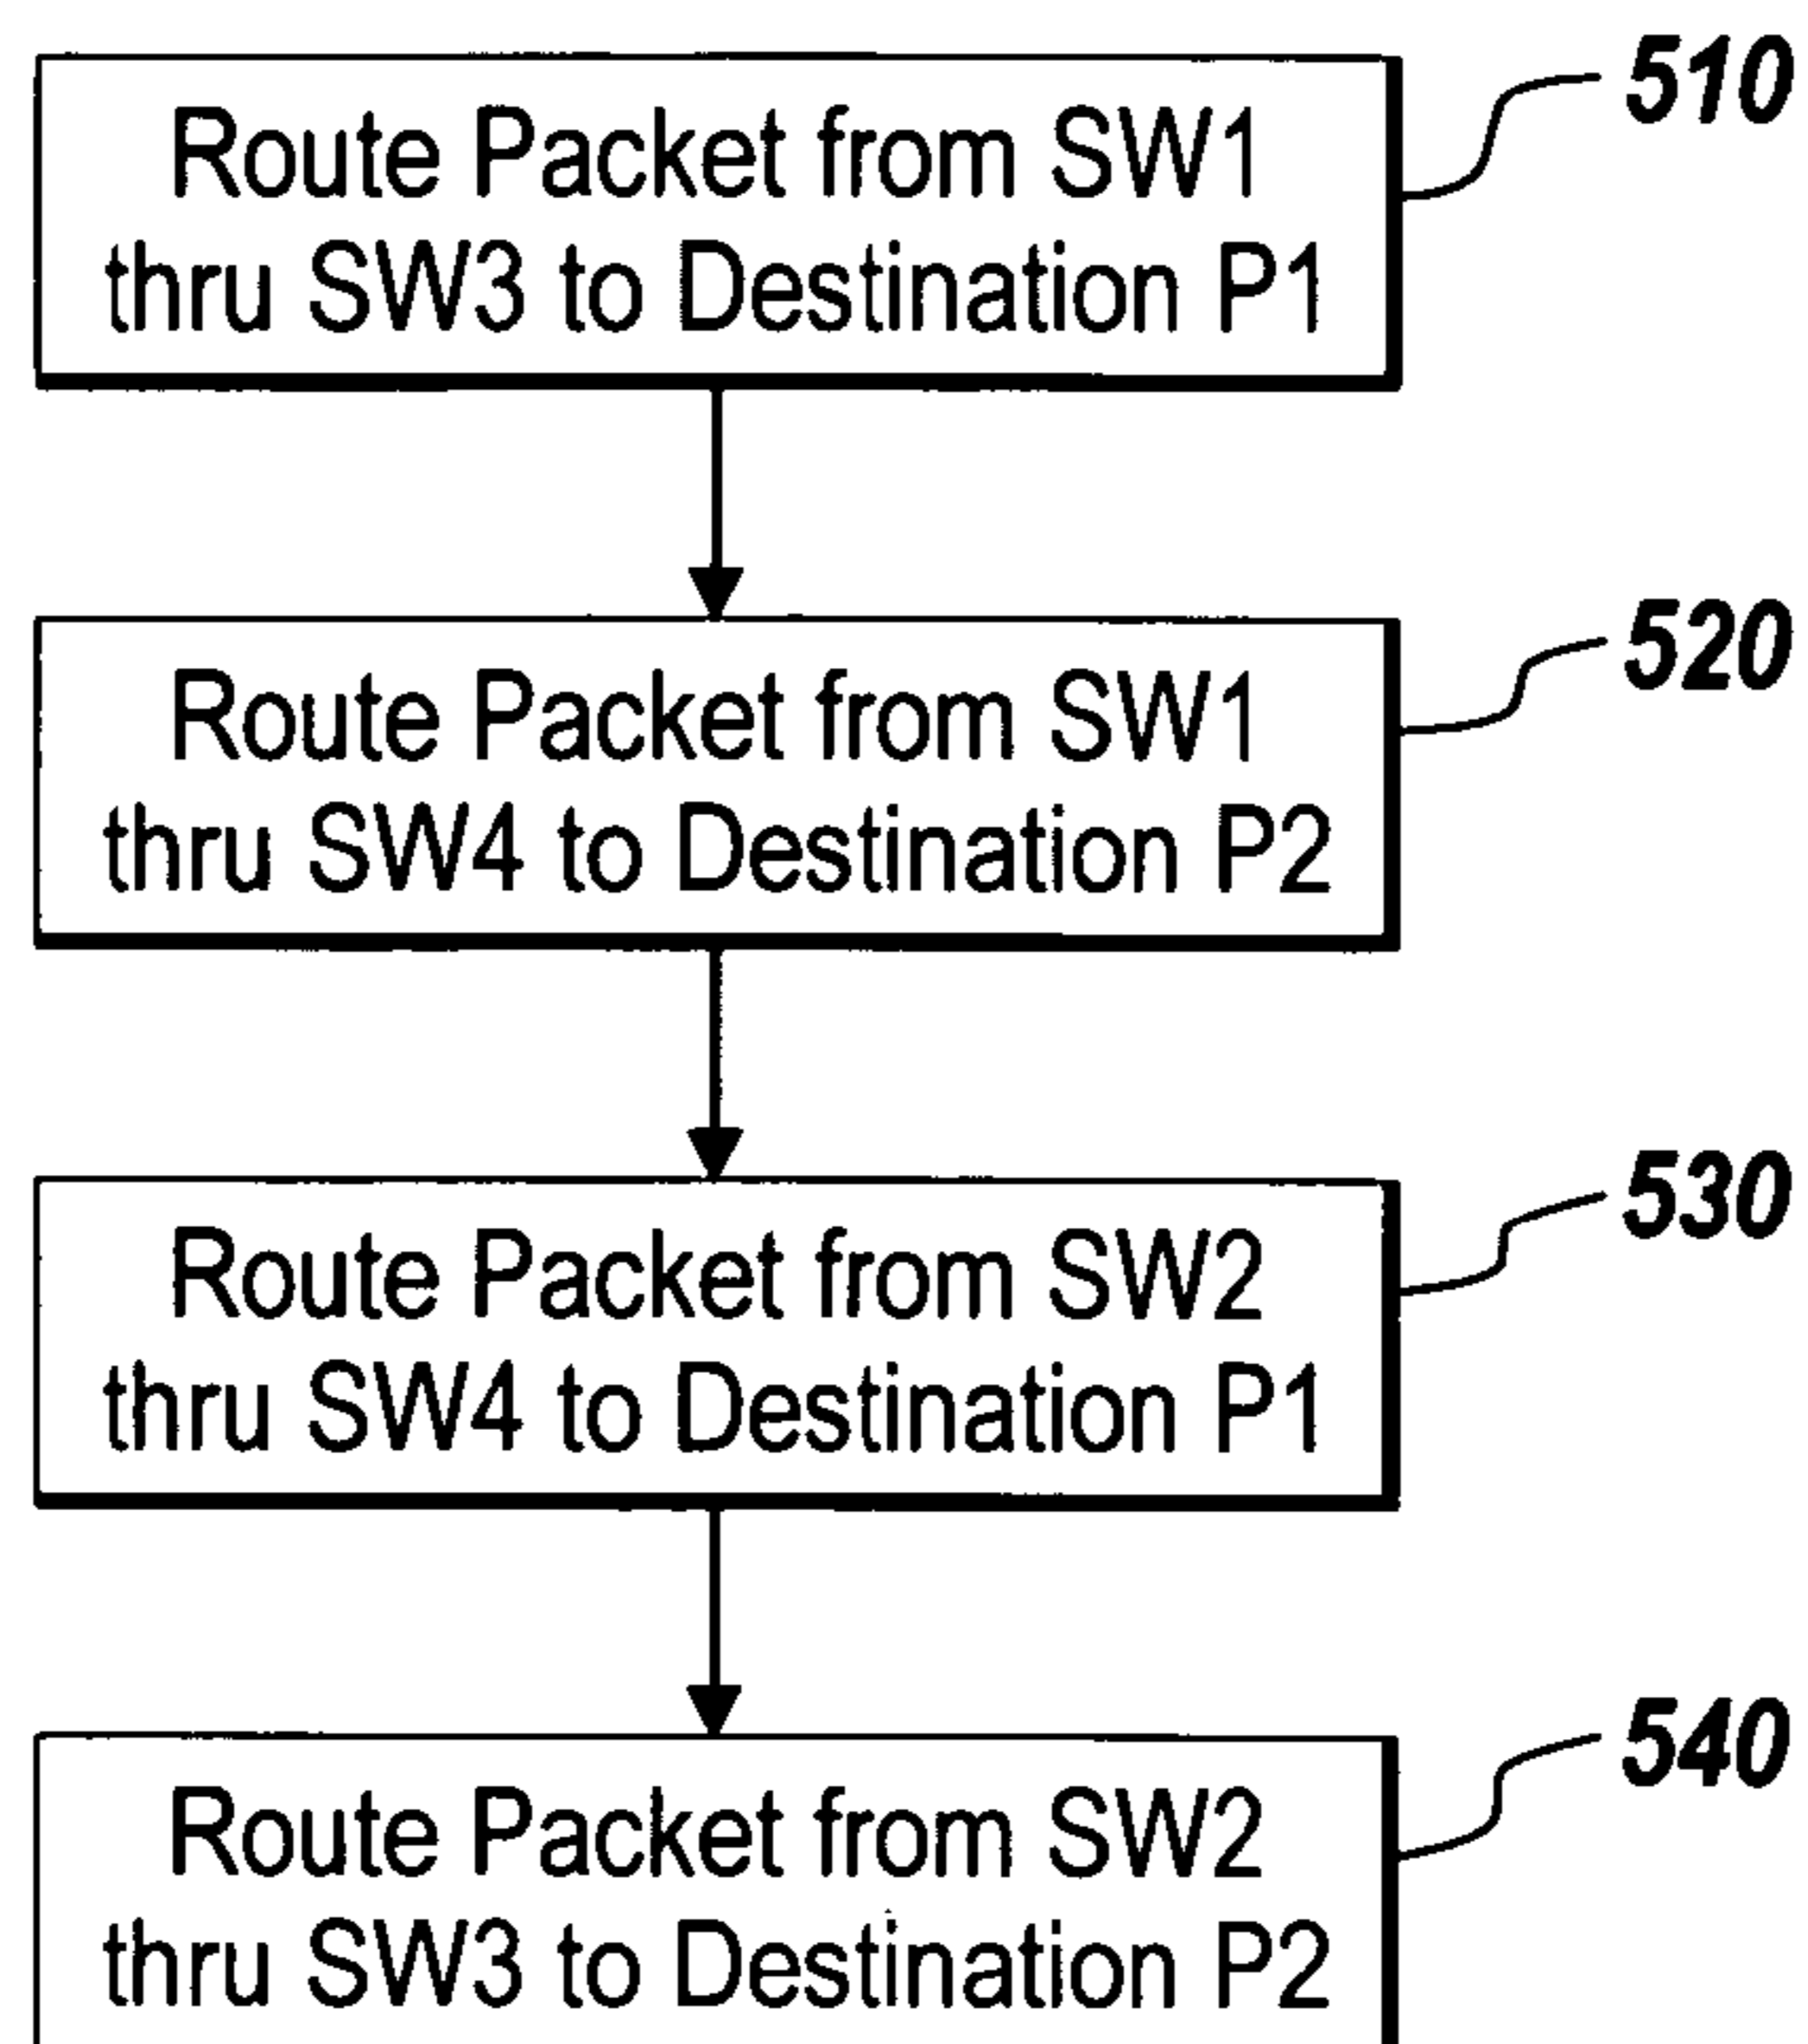 510
Route Packet from SW1
thru SW3 to Destination P1
520
Route Packet from SW1
thru SW4 to Destination P2
530
Route Packet from SW2
thru SW4 to Destination P1
540
Route Packet from SW2
thru SW3 to Destination P2